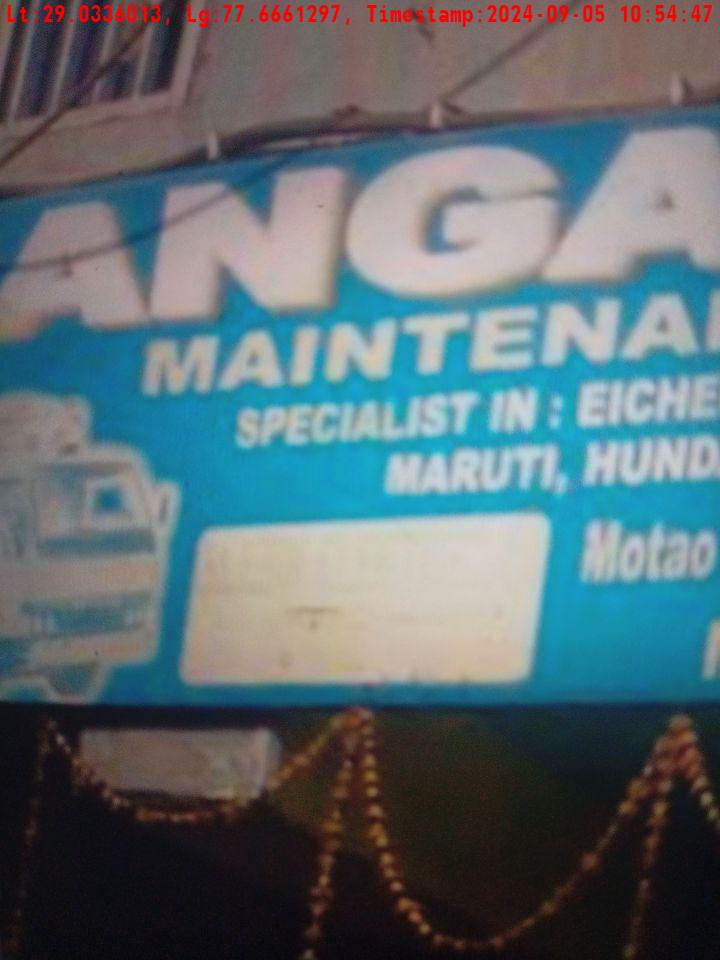 Lt:29.0336013, Lg:77.6661297, Timestamp:2024-09-05 10:54:47
ANGA
MAINTENA
SPECIALIST IN : EICHE
MARUTI, HUND
Motao